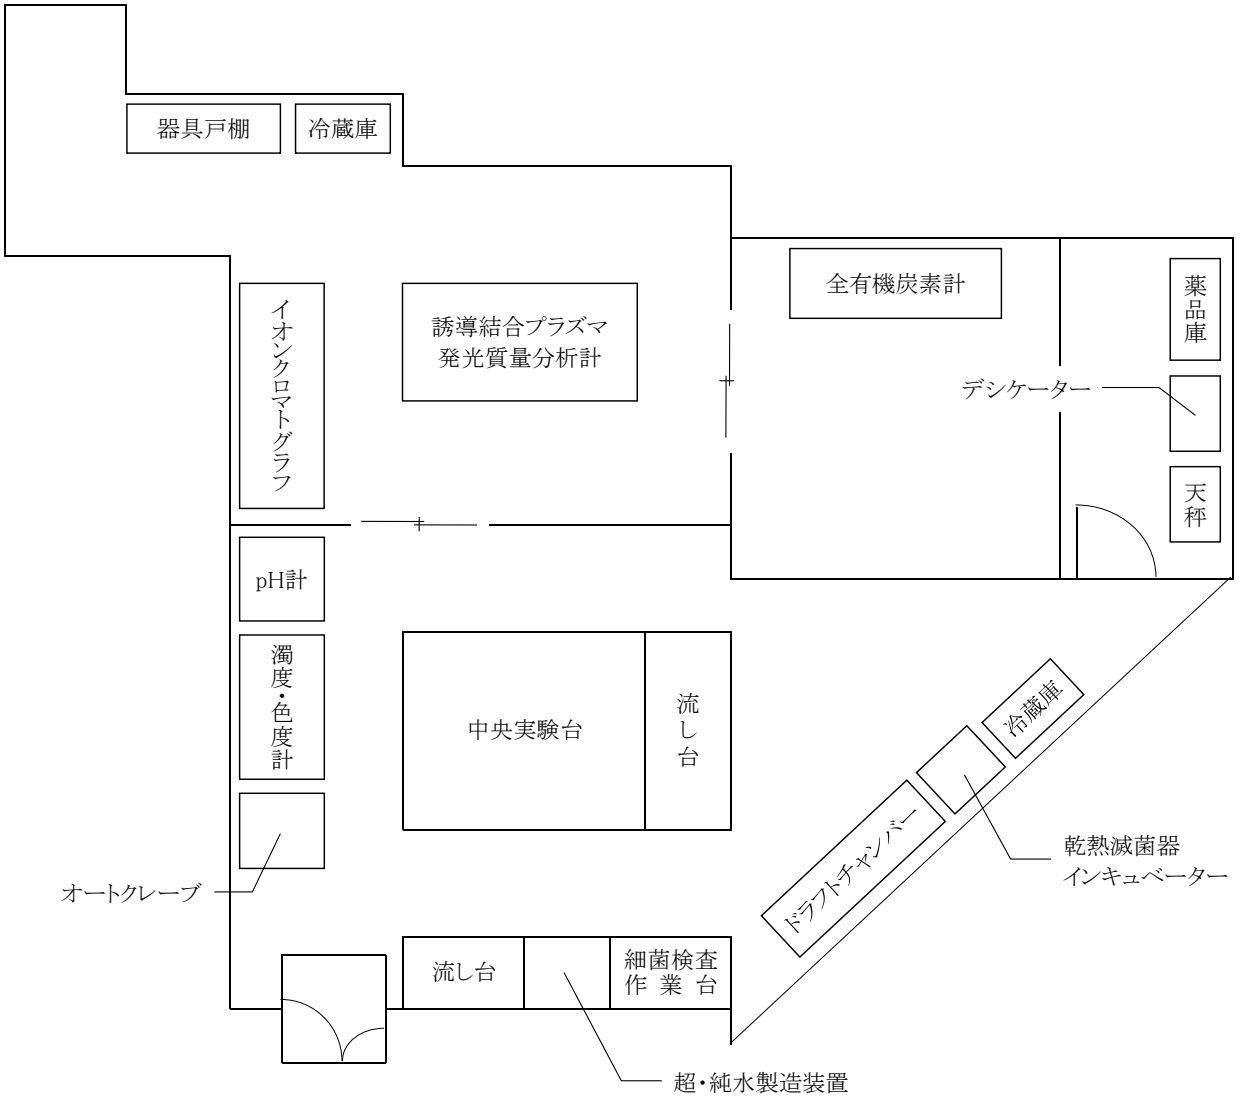 器具戸棚
冷蔵庫
イオンクロマトグラフ
誘導結合プラズマ
発光質量分析計
全有機炭素計
薬品庫
デシケーター
天秤
pH計
濁度・色度計
中央実験台
流し台
冷蔵庫
ドラフトチャンバー
乾熱滅菌器
インキュベーター
オートクレーブ
流し台
細菌検査
作業台
超・純水製造装置